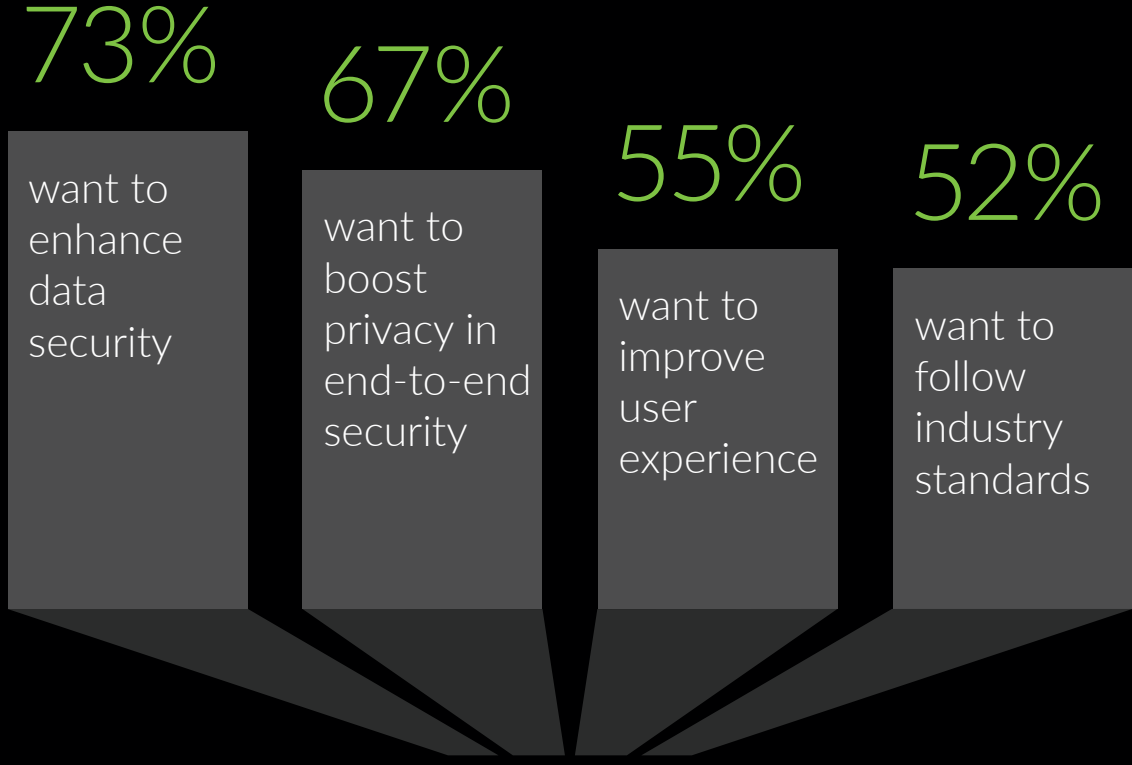 73%
want to
enhance
data
security
67%
want to
boost
privacy in
end-to-end
security
55%
want to
improve
user
experience
52%
want to
follow
industry
standards